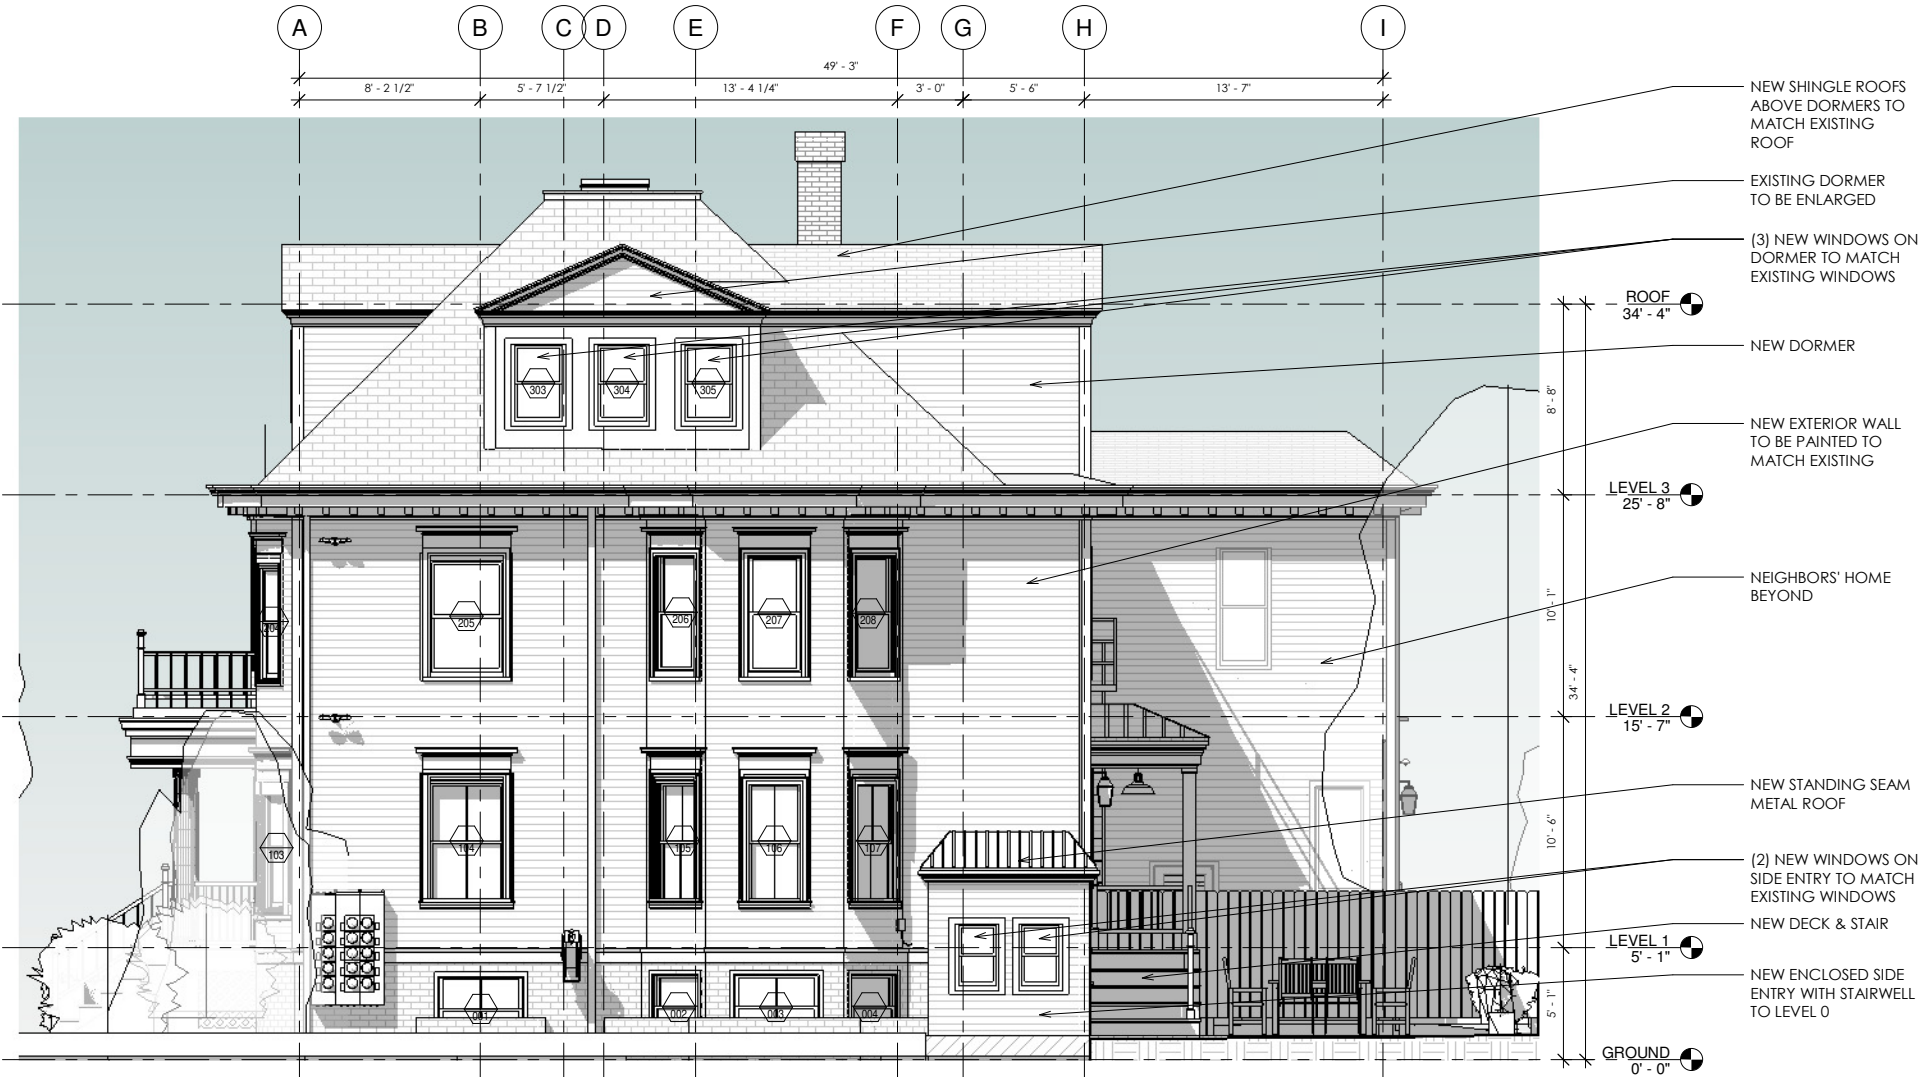 A B C D E F G H I
49' - 3"
8' - 2 1/2" 5' - 7 1/2" 13' - 4 1/4" 3' - 0" 5' - 6" 13' - 7"
NEW SHINGLE ROOFS
ABOVE DORMERS TO
MATCH EXISTING
ROOF
EXISTING DORMER
TO BE ENLARGED
(3) NEW WINDOWS ON
DORMER TO MATCH
EXISTING WINDOWS
ROOF
34' - 4"
NEW DORMER
303 304 305
8' - 8"
NEW EXTERIOR WALL
TO BE PAINTED TO
MATCH EXISTING
LEVEL 3
25' - 8"
NEIGHBORS' HOME
BEYOND
10' - 1"
204 205 206 207 208
34' - 4"
LEVEL 2
15' - 7"
NEW STANDING SEAM
METAL ROOF
10' - 6"
103 104 105 106 107
(2) NEW WINDOWS ON
SIDE ENTRY TO MATCH
EXISTING WINDOWS
NEW DECK & STAIR
LEVEL 1
5' - 1"
NEW ENCLOSED SIDE
ENTRY WITH STAIRWELL
TO LEVEL 0
5' - 1"
001 002 003 004
GROUND
0' - 0"